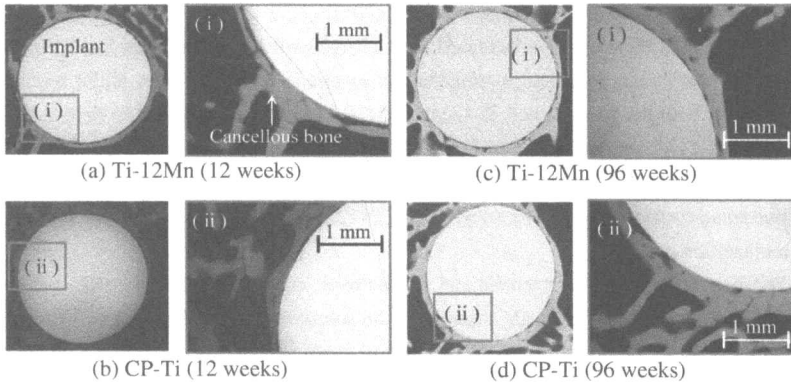 Implant
(i)
(i)
1 mm
Cancellous bone
(a) Ti-12Mn (12 weeks)
(i)
(i)
1 mm
(c) Ti-12Mn (96 weeks)
(ii)
(ii)
1 mm
(b) CP-Ti (12 weeks)
(ii)
(ii)
1 mm
(d) CP-Ti (96 weeks)